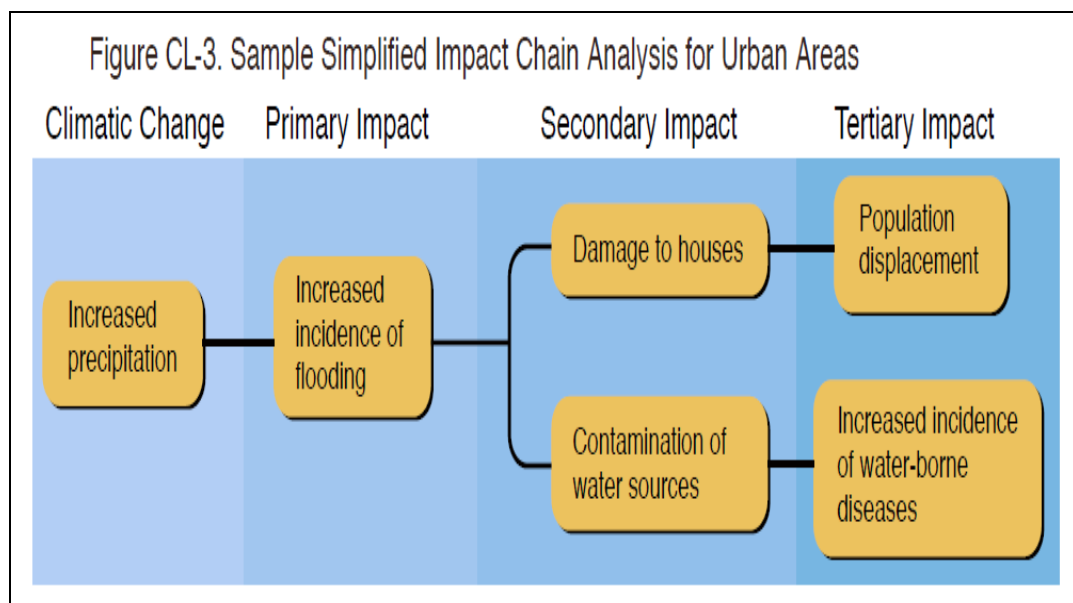 Figure CL-3. Sample Simplified Impact Chain Analysis for Urban Areas
Climatic Change
Primary Impact
Secondary Impact
Tertiary Impact
Increased
precipitation
Increased
incidence of
flooding
Damage to houses
Population
displacement
Contamination of
water sources
Increased incidence
of water-borne
diseases